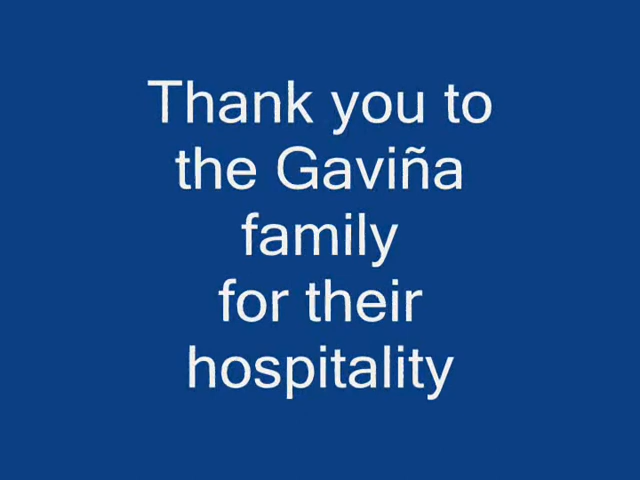 Thank you to
the Gaviña
family
for their
hospitality